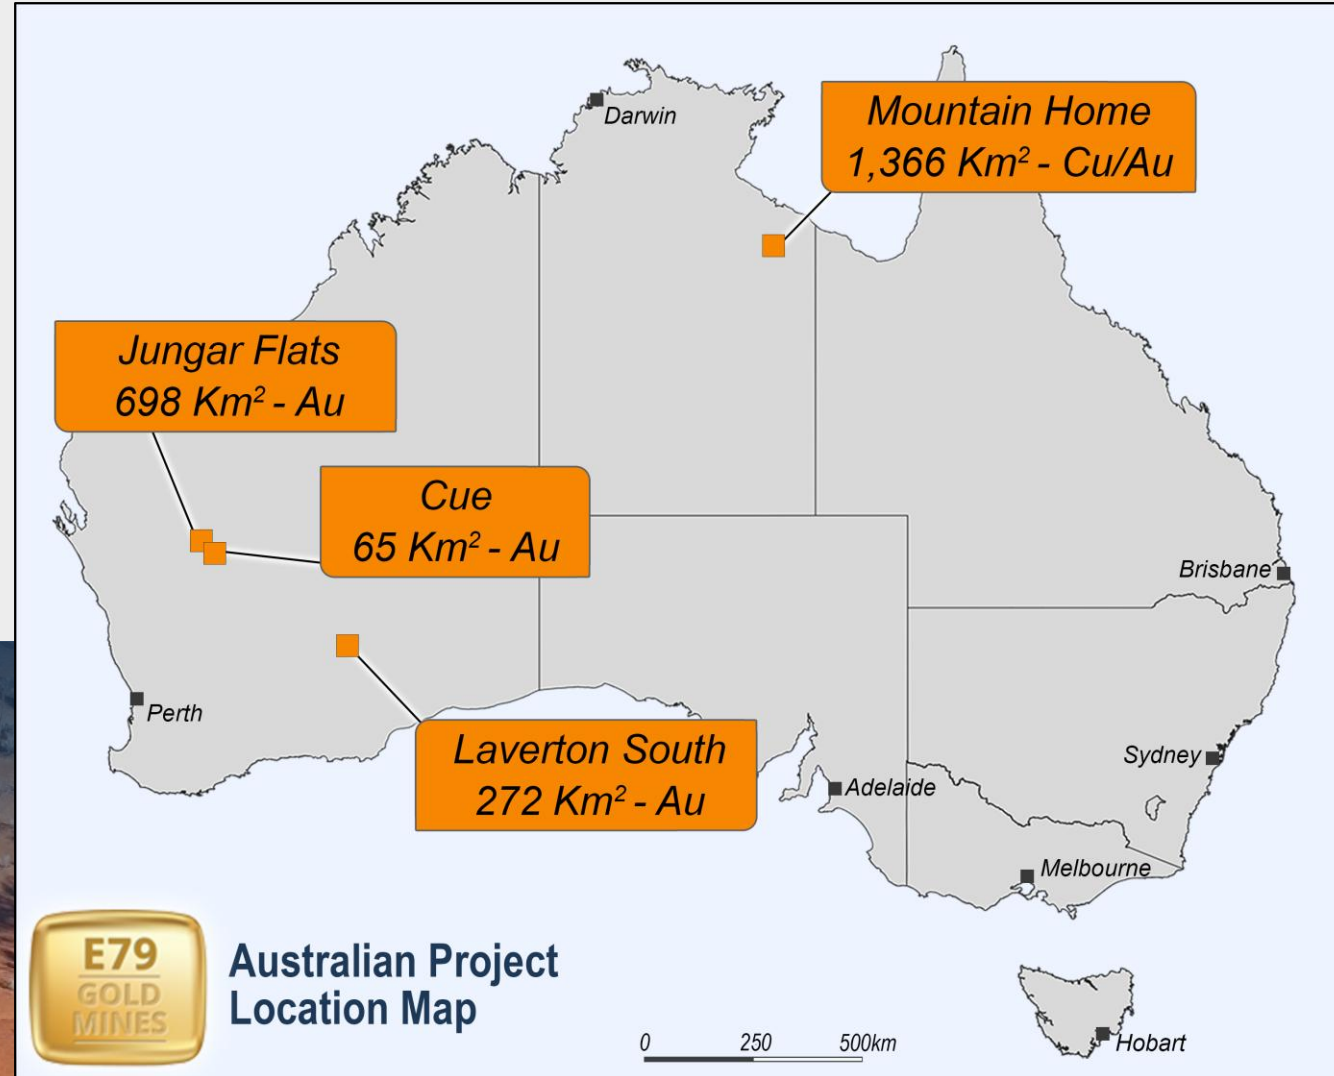 Darwin
Mountain Home
1,366 Km² - Cu/Au
Jungar Flats
698 Km² - Au
Cue
65 Km² - Au
Brisbane
Perth
Laverton South
272 Km² - Au
Sydney
Adelaide
Melbourne
E79
GOLD
MINES
Australian Project
Location Map
0 250 500km
Hobart